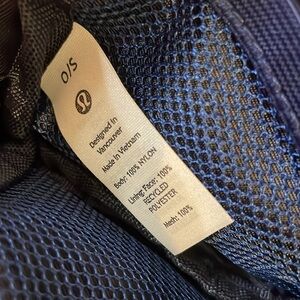 O/S
Designed in
Vancouver
Made in Vietnam
Body: 100% NYLON
Lining: Face: 100%
RECYCLED
POLYESTER
Mesh: 100%